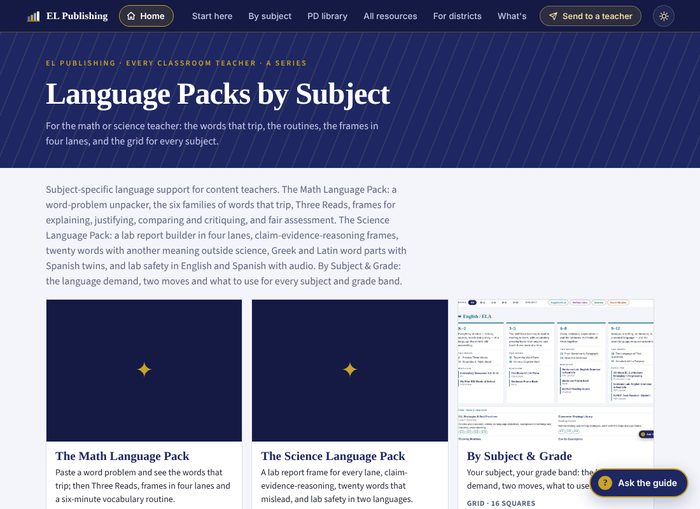 EL Publishing
Home
Start here
By subject
PD library
All resources
For districts
What's
Send to a teacher
EL PUBLISHING · EVERY CLASSROOM TEACHER · A SERIES
Language Packs by Subject
For the math or science teacher: the words that trip, the routines, the frames in
four lanes, and the grid for every subject.
Subject-specific language support for content teachers. The Math Language Pack: a
word-problem unpacker, the six families of words that trip, Three Reads, frames for
explaining, justifying, comparing and critiquing, and fair assessment. The Science
Language Pack: a lab report builder in four lanes, claim-evidence-reasoning frames,
twenty words with another meaning outside science, Greek and Latin word parts with
Spanish twins, and lab safety in English and Spanish with audio. By Subject & Grade:
the language demand, two moves and what to use for every subject and grade band.
English / ELA
K–2
3–5
6–8
9–12
The Math Language Pack
Paste a word problem and see the words that
trip; then Three Reads, frames in four lanes and
a six-minute vocabulary routine.
The Science Language Pack
A lab report frame for every lane, claim-
evidence-reasoning, twenty words that
mislead, and lab safety in two languages.
By Subject & Grade
Your subject, your grade band: the
demand, two moves, what to use
GRID · 16 SQUARES
? Ask the guide